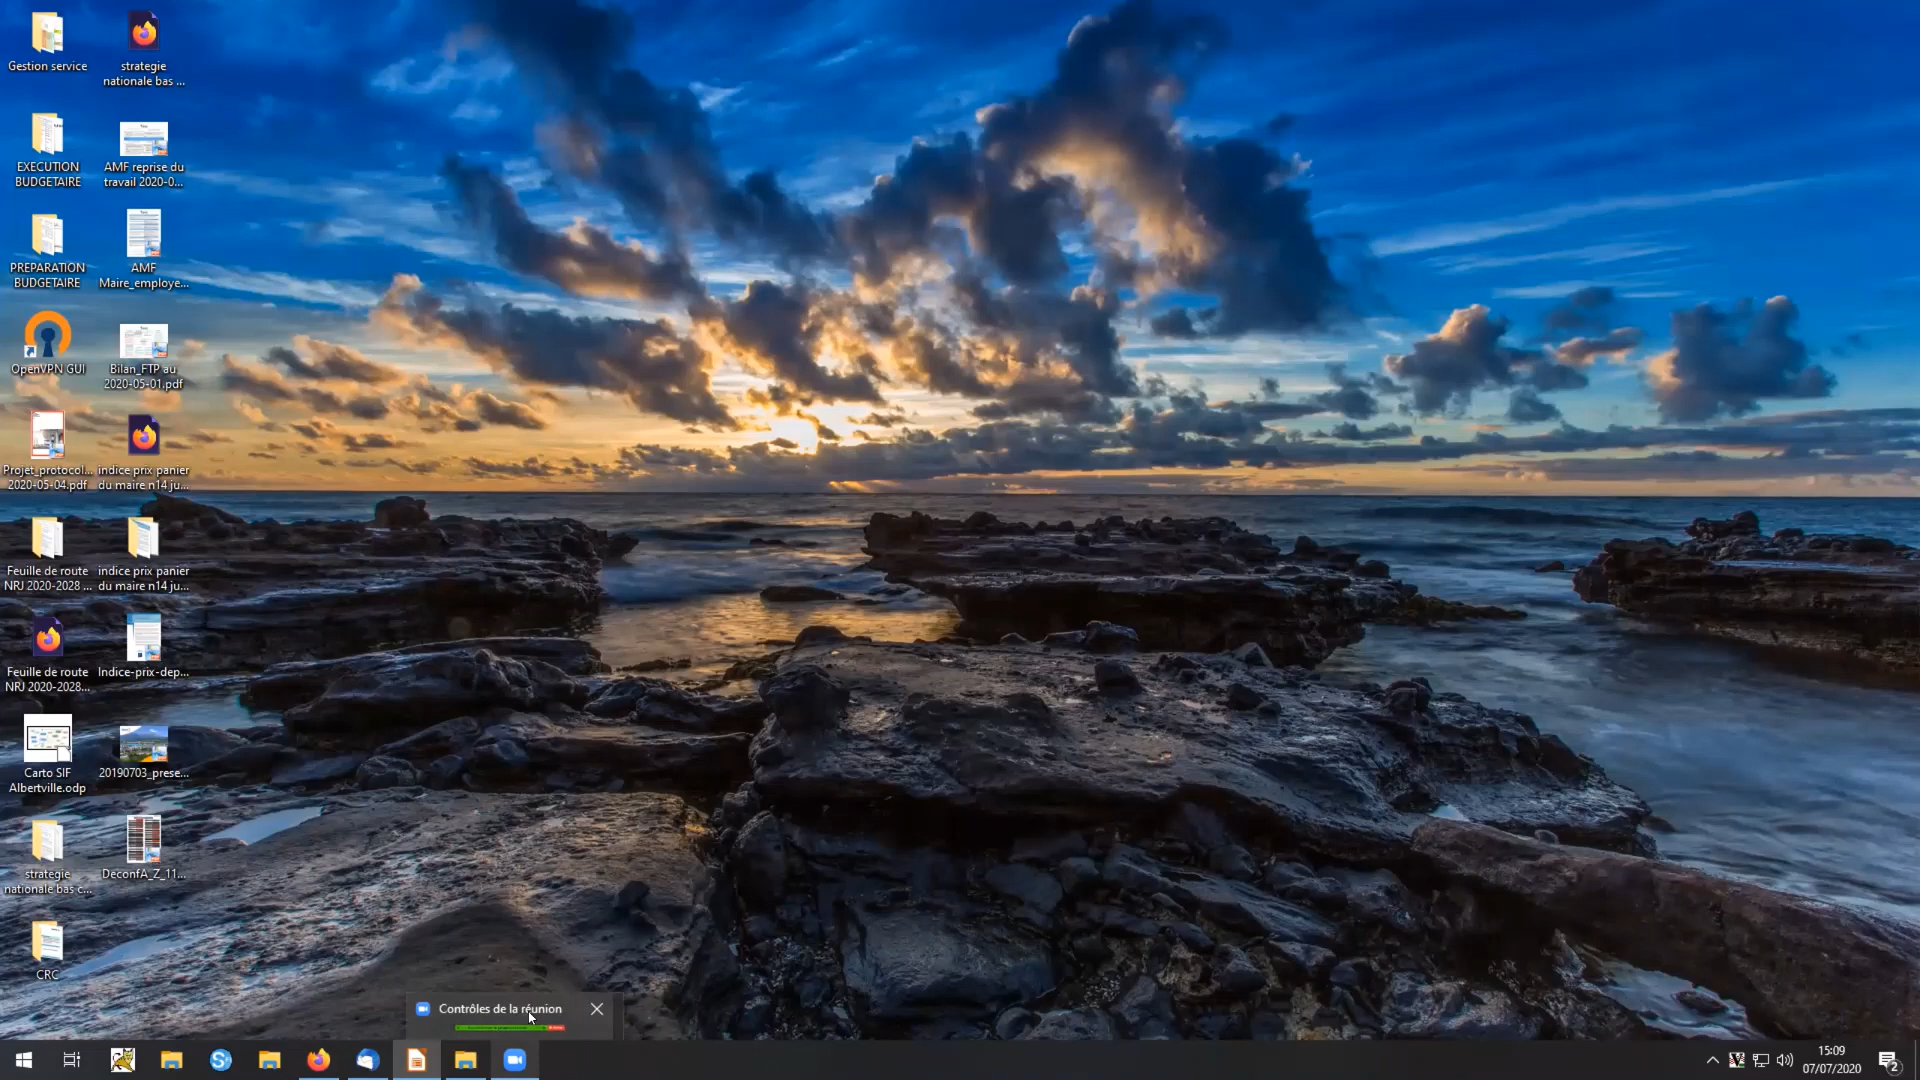 Gestion service
strategie
nationale bas ...
EXECUTION
BUDGETAIRE
AMF reprise du
travail 2020-0...
PREPARATION
BUDGETAIRE
AMF
Maire_employe...
OpenVPN GUI
Bilan_FTP au
2020-05-01.pdf
Projet_protocol...
2020-05-04.pdf
indice prix panier
du maire n14 ju...
Feuille de route
NRJ 2020-2028 ...
indice prix panier
du maire n14 ju...
Feuille de route
NRJ 2020-2028...
Indice-prix-dep...
Carto SIF
Albertville.odp
20190703_prese...
strategie
nationale bas c...
DeconfA_Z_11...
CRC
Contrôles de la réunion
15:09
07/07/2020
2